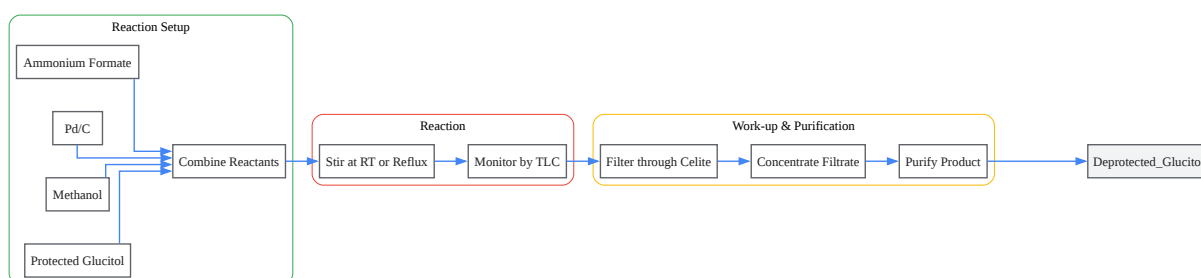 Reaction Setup
Ammonium Formate
Pd/C
Methanol
Protected Glucitol
Combine Reactants
Reaction
Stir at RT or Reflux
Monitor by TLC
Work-up & Purification
Filter through Celite
Concentrate Filtrate
Purify Product
Deprotected_Glucito